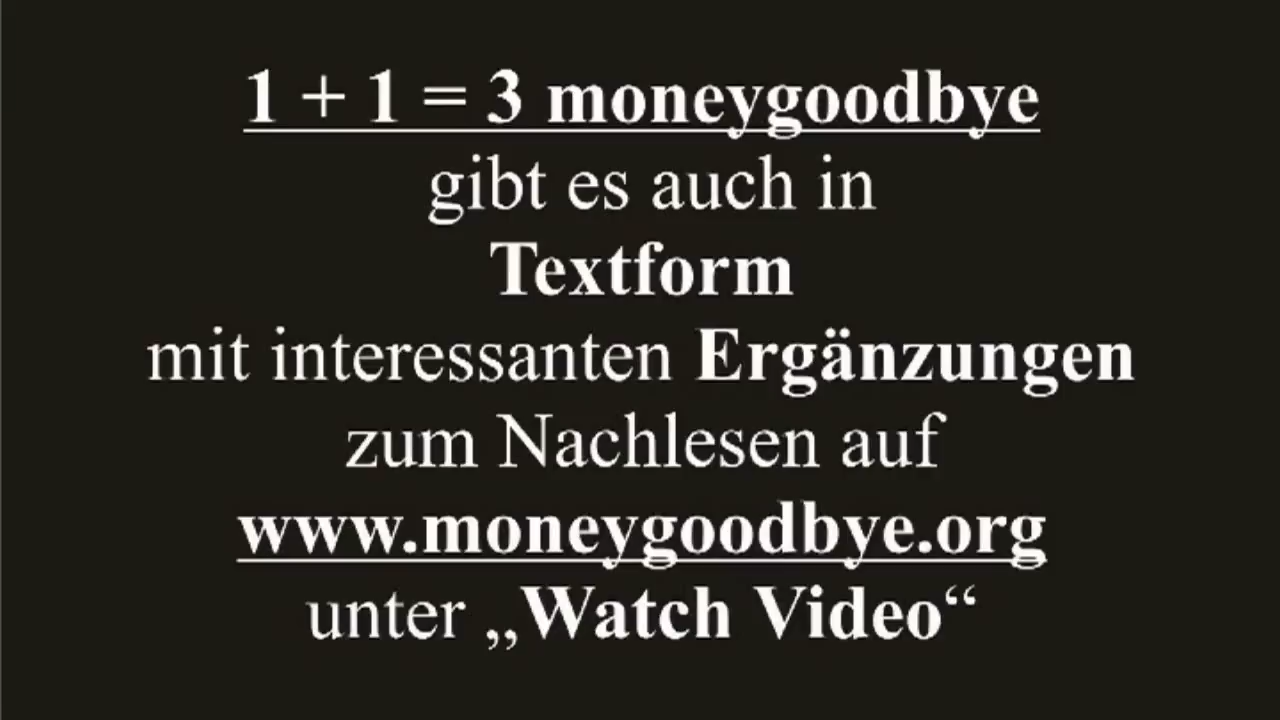 1 + 1 = 3 moneygoodbye
gibt es auch in
Textform
mit interessanten Ergänzungen
zum Nachlesen auf
www.moneygoodbye.org
unter „Watch Video“